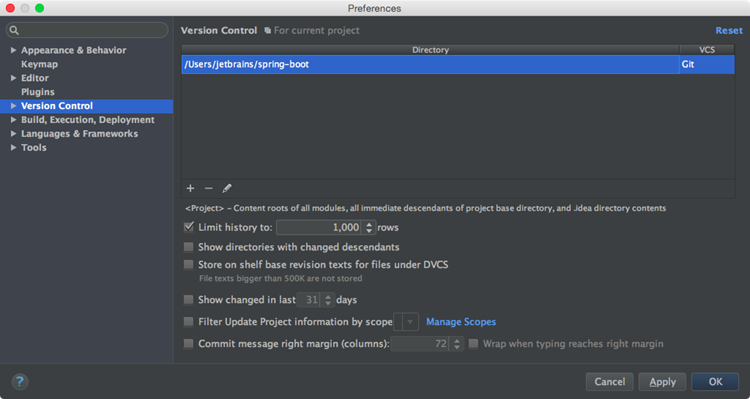 Preferences
Version Control For current project Reset
Appearance & Behavior
Keymap
Editor
Plugins
Version Control
Build, Execution, Deployment
Languages & Frameworks
Tools
Directory VCS
/Users/jetbrains/spring-boot Git
<Project> - Content roots of all modules, all immediate descendants of project base directory, and .idea directory contents
Limit history to: 1,000 rows
Show directories with changed descendants
Store on shelf base revision texts for files under DVCS
File texts bigger than 500K are not stored
Show changed in last 31 days
Filter Update Project information by scope Manage Scopes
Commit message right margin (columns): 72 Wrap when typing reaches right margin
? Cancel Apply OK